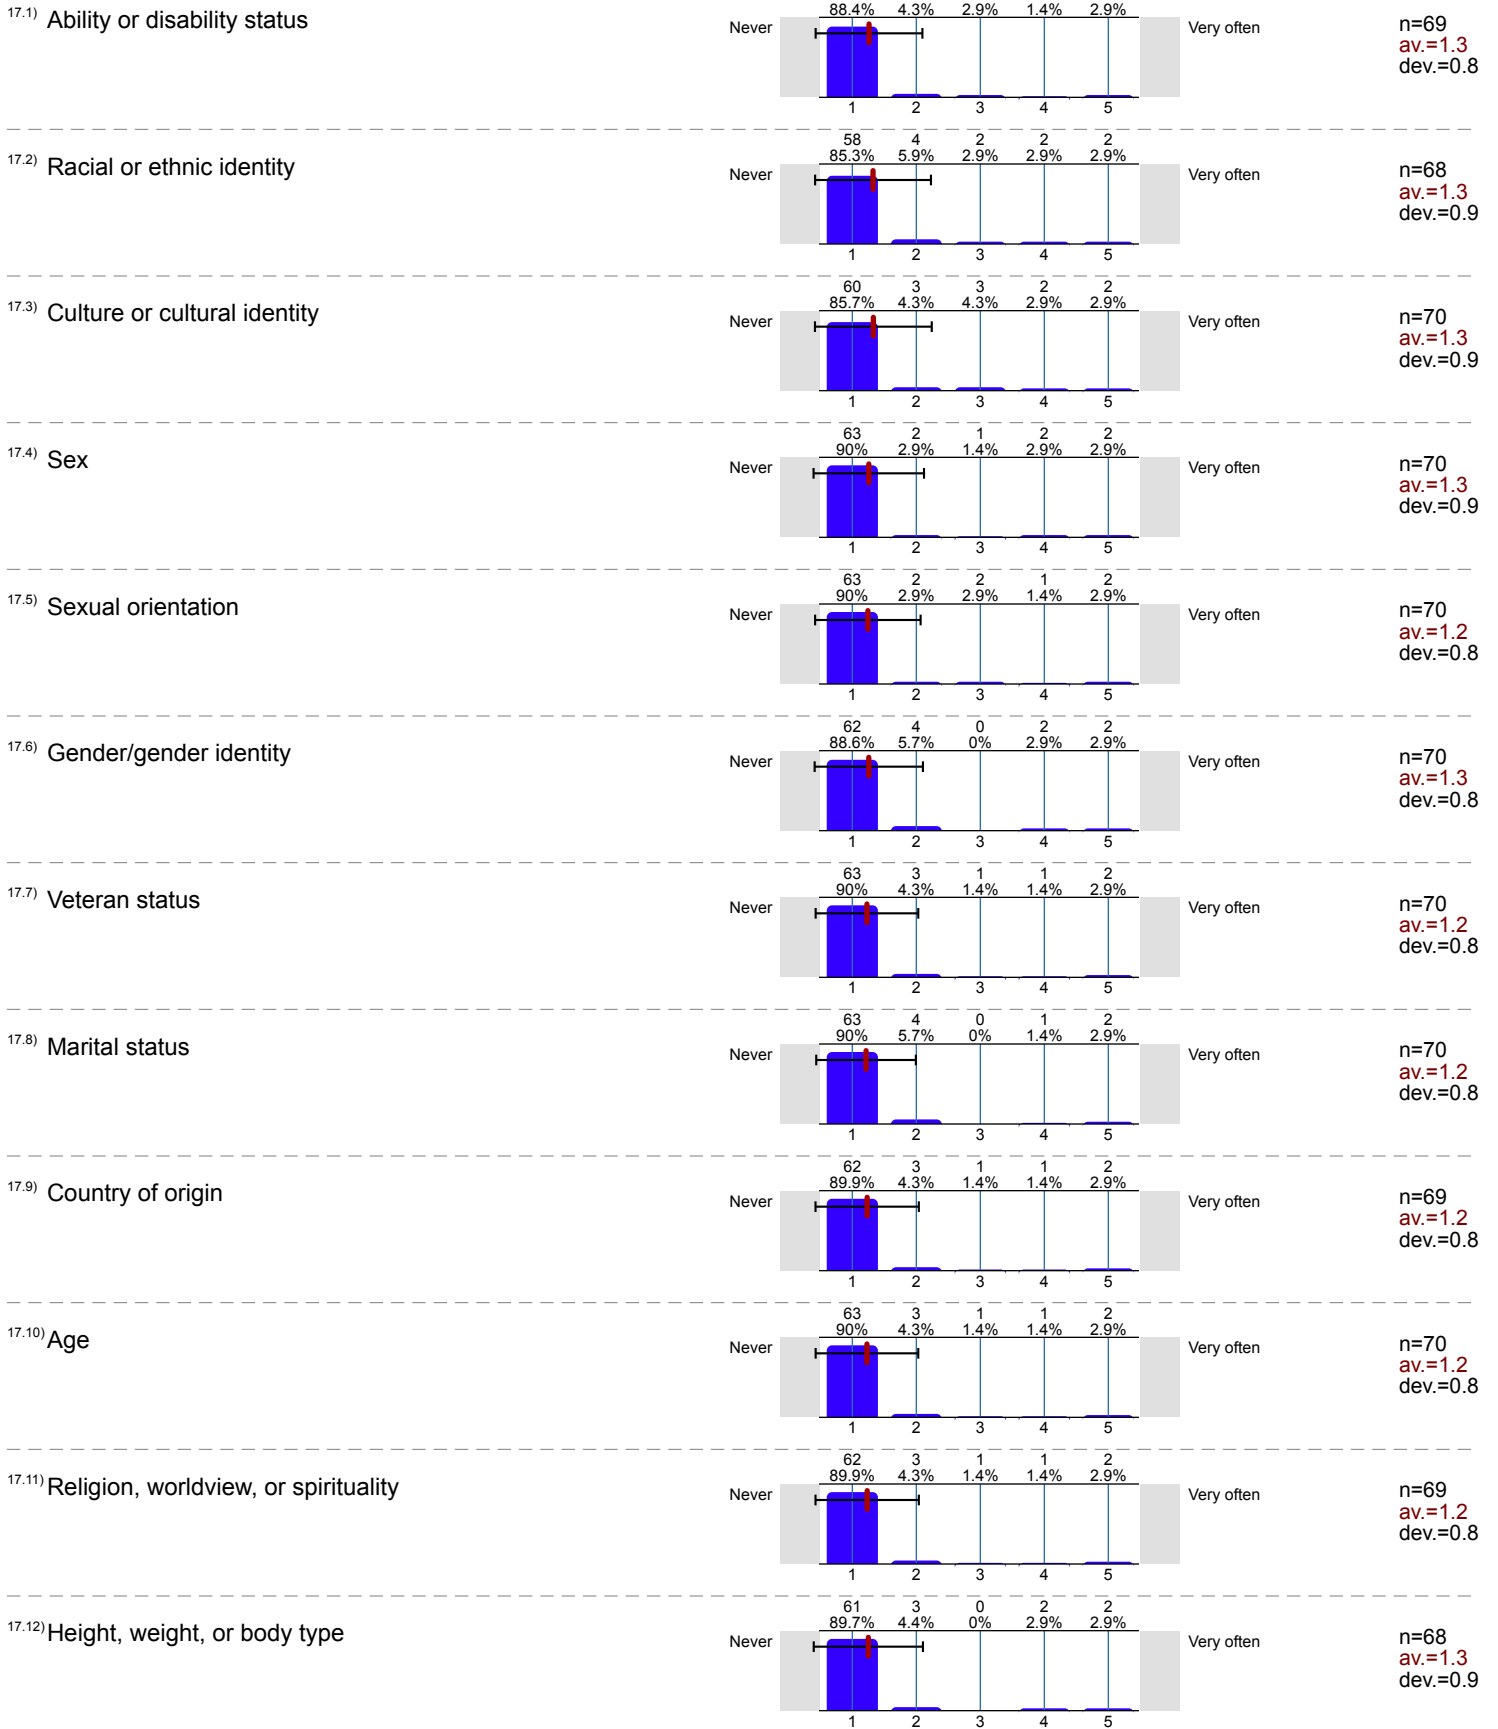 17.1) Ability or disability status
88.4% 4.3% 2.9% 1.4% 2.9%
Never Very often
n=69
av.=1.3
dev.=0.8
1 2 3 4 5
17.2) Racial or ethnic identity
58 4 2 2 2
85.3% 5.9% 2.9% 2.9% 2.9%
Never Very often
n=68
av.=1.3
dev.=0.9
1 2 3 4 5
17.3) Culture or cultural identity
60 3 3 2 2
85.7% 4.3% 4.3% 2.9% 2.9%
Never Very often
n=70
av.=1.3
dev.=0.9
1 2 3 4 5
17.4) Sex
63 2 1 2 2
90% 2.9% 1.4% 2.9% 2.9%
Never Very often
n=70
av.=1.3
dev.=0.9
1 2 3 4 5
17.5) Sexual orientation
63 2 2 1 2
90% 2.9% 2.9% 1.4% 2.9%
Never Very often
n=70
av.=1.2
dev.=0.8
1 2 3 4 5
17.6) Gender/gender identity
62 4 0 2 2
88.6% 5.7% 0% 2.9% 2.9%
Never Very often
n=70
av.=1.3
dev.=0.8
1 2 3 4 5
17.7) Veteran status
63 3 1 1 2
90% 4.3% 1.4% 1.4% 2.9%
Never Very often
n=70
av.=1.2
dev.=0.8
1 2 3 4 5
17.8) Marital status
63 4 0 1 2
90% 5.7% 0% 1.4% 2.9%
Never Very often
n=70
av.=1.2
dev.=0.8
1 2 3 4 5
17.9) Country of origin
62 3 1 1 2
89.9% 4.3% 1.4% 1.4% 2.9%
Never Very often
n=69
av.=1.2
dev.=0.8
1 2 3 4 5
17.10) Age
63 3 1 1 2
90% 4.3% 1.4% 1.4% 2.9%
Never Very often
n=70
av.=1.2
dev.=0.8
1 2 3 4 5
17.11) Religion, worldview, or spirituality
62 3 1 1 2
89.9% 4.3% 1.4% 1.4% 2.9%
Never Very often
n=69
av.=1.2
dev.=0.8
1 2 3 4 5
17.12) Height, weight, or body type
61 3 0 2 2
89.7% 4.4% 0% 2.9% 2.9%
Never Very often
n=68
av.=1.3
dev.=0.9
1 2 3 4 5